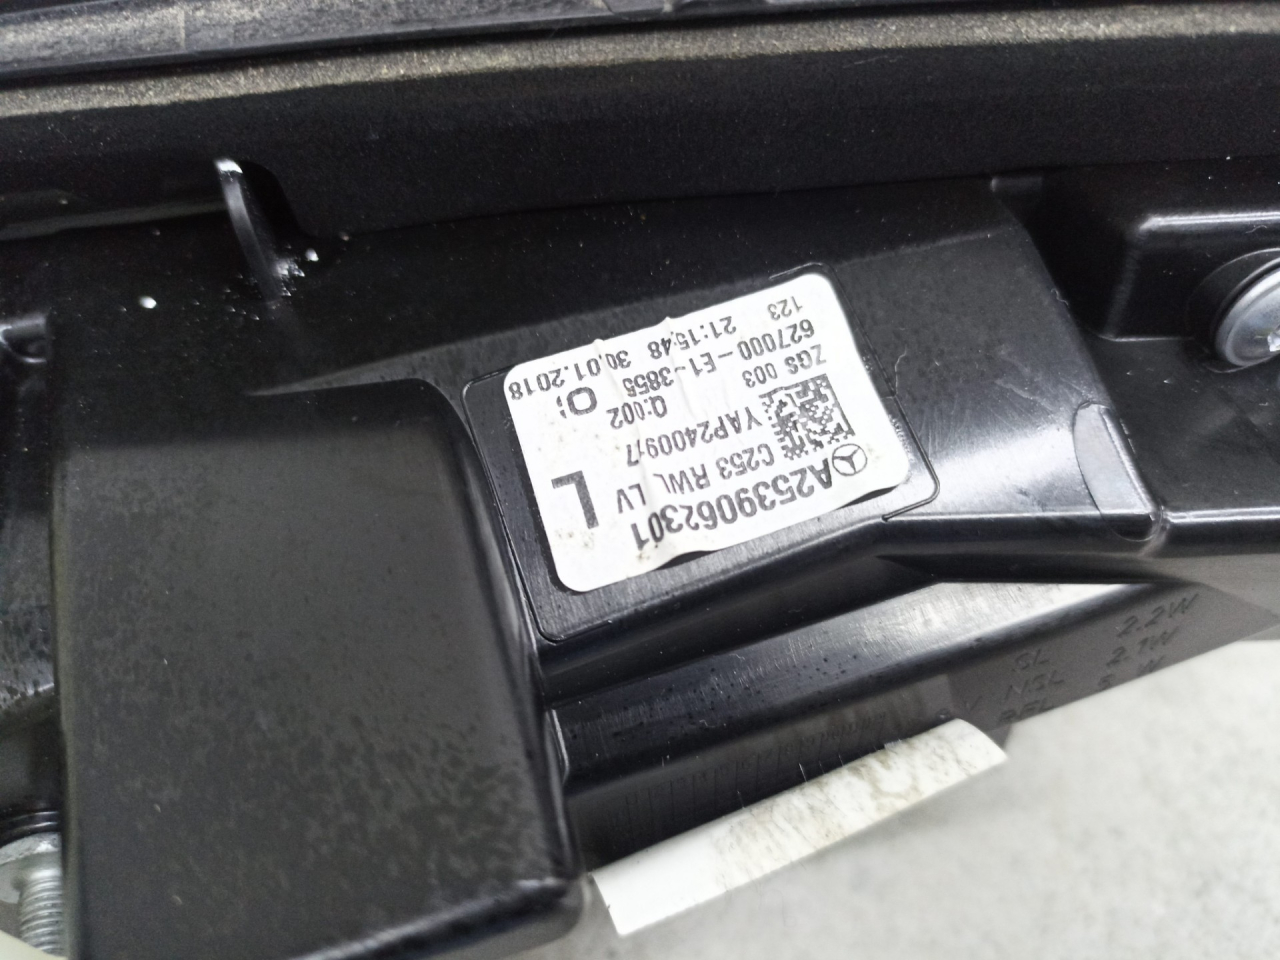 A2539062301
C253 RWL LV
YAP2400917
L
ZGS 003
Q:002
627000-E1-3855
21:15:48 30.01.2018
123
SL 2.2W
NSL 2.1W